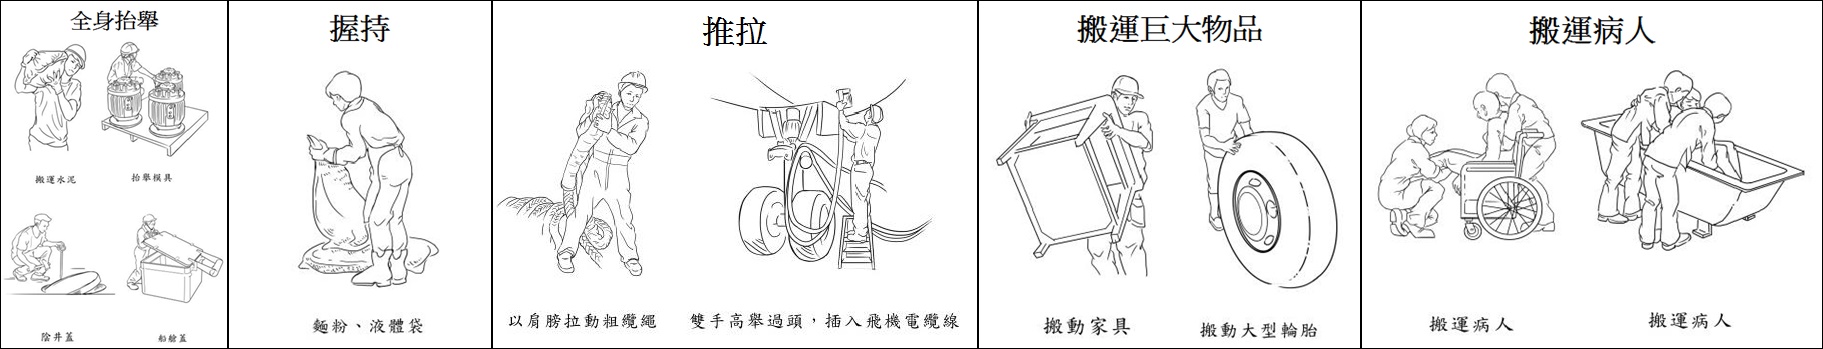 全身抬舉
搬運水泥
抬舉模具
陰井蓋
船艙蓋
握持
麵粉、液體袋
推拉
以肩膀拉動粗纜繩
雙手高舉過頭，插入飛機電纜線
搬運巨大物品
搬動家具
搬動大型輪胎
搬運病人
搬運病人
搬運病人